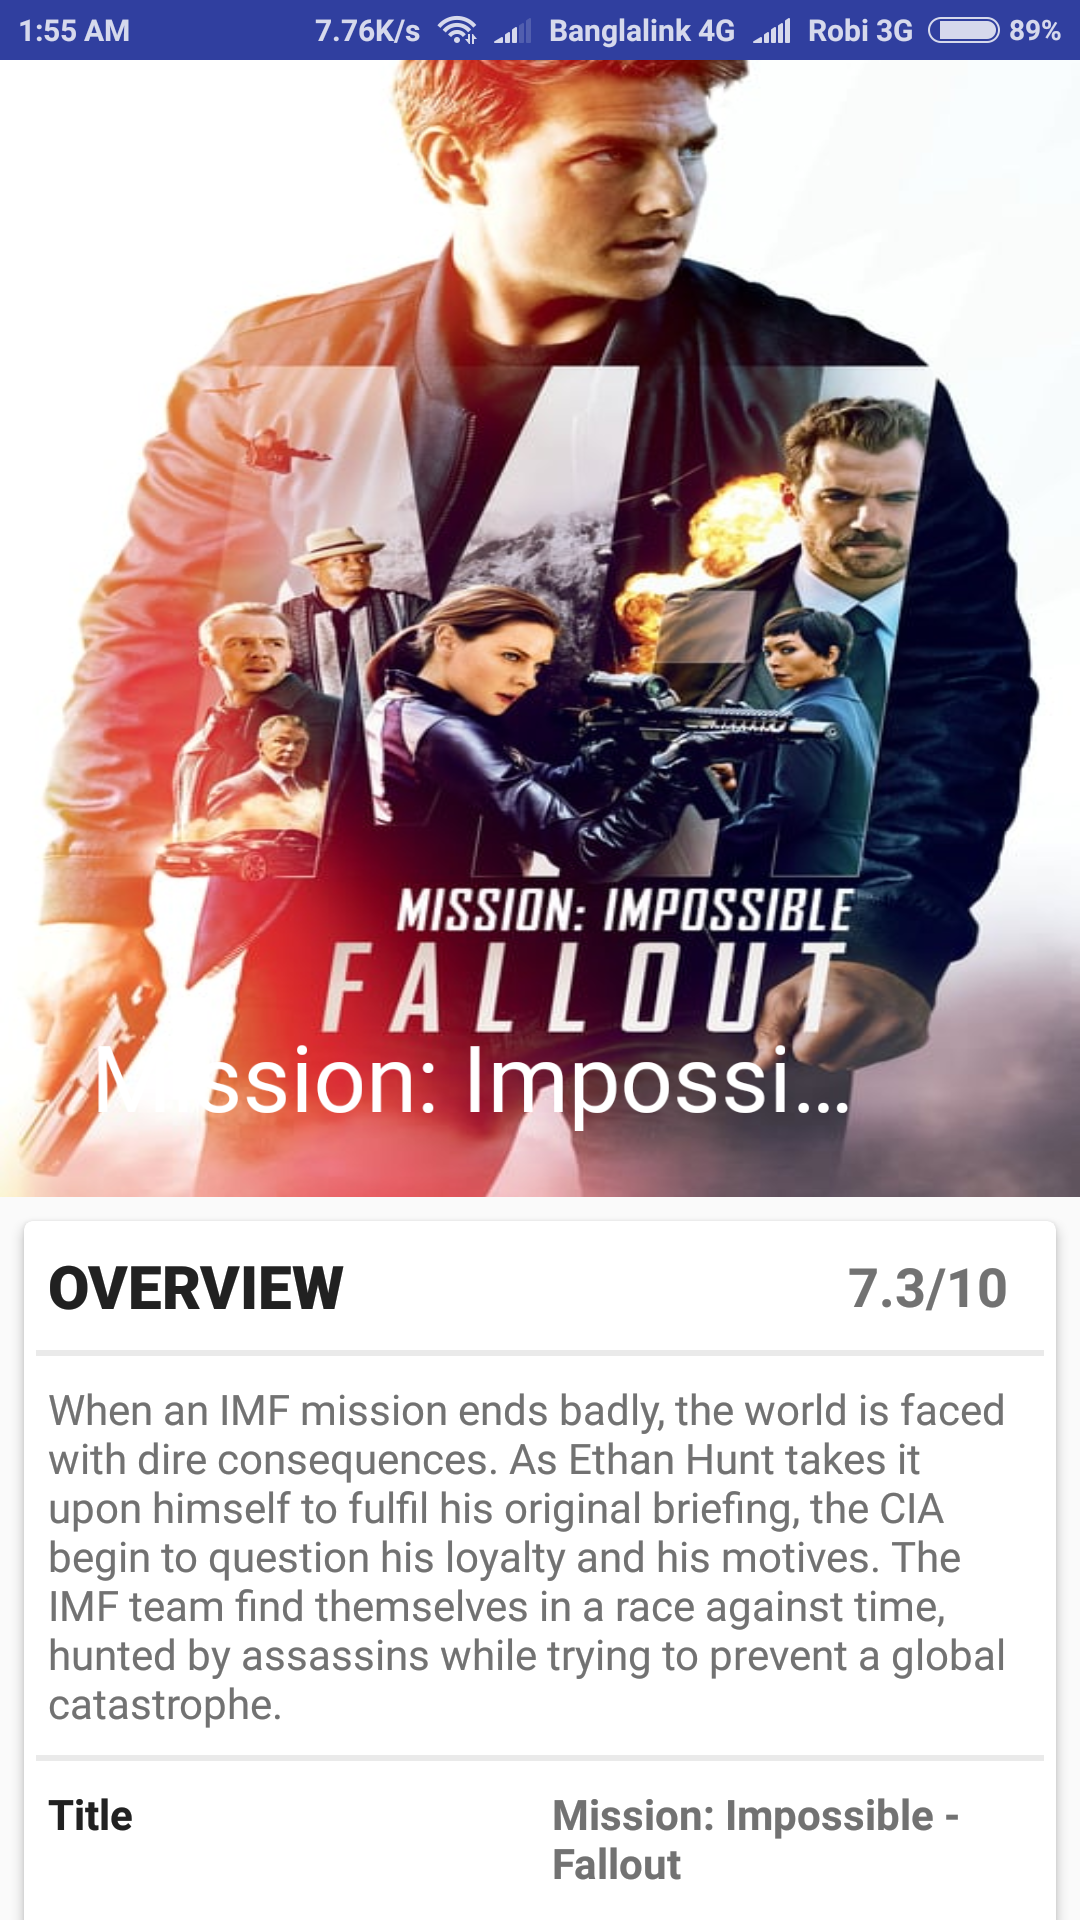 1:55 AM 7.76K/s Banglalink 4G Robi 3G 89%
MISSION: IMPOSSIBLE
FALLOUT
Mission: Impossi...
OVERVIEW 7.3/10
When an IMF mission ends badly, the world is faced
with dire consequences. As Ethan Hunt takes it
upon himself to fulfil his original briefing, the CIA
begin to question his loyalty and his motives. The
IMF team find themselves in a race against time,
hunted by assassins while trying to prevent a global
catastrophe.
Title Mission: Impossible -
Fallout